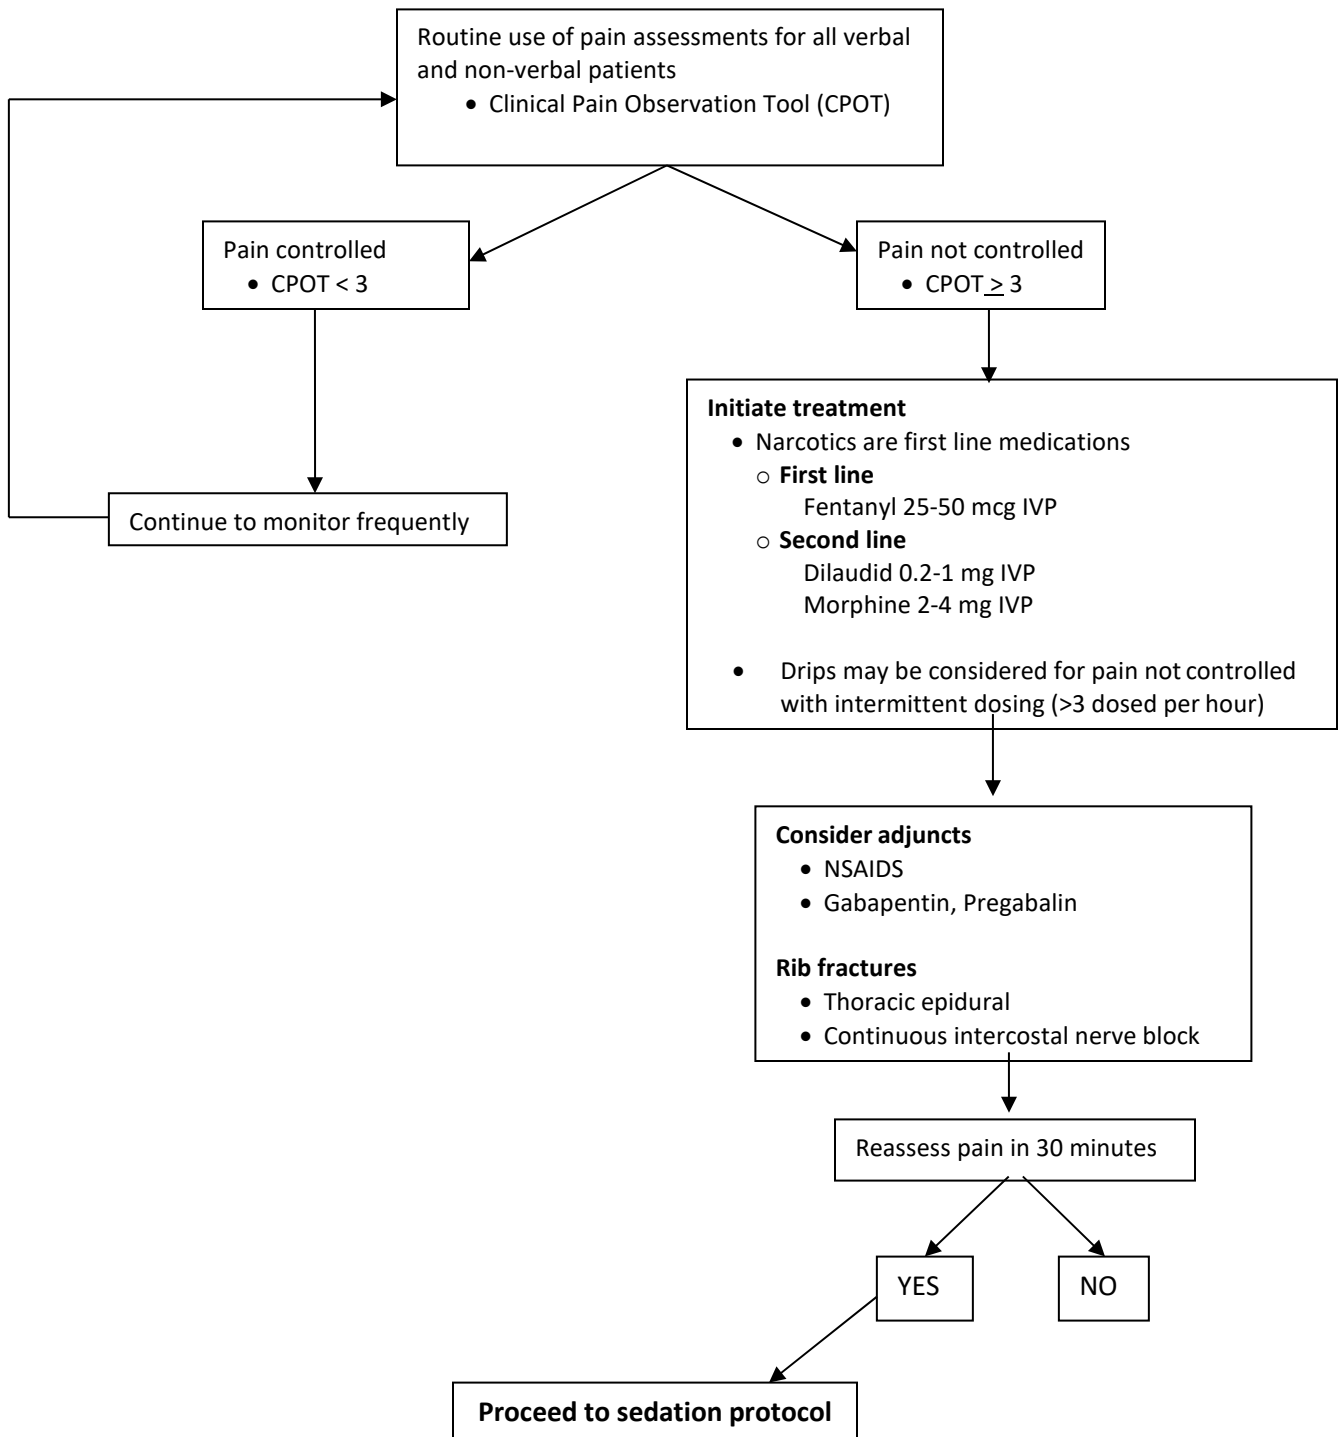 Routine use of pain assessments for all verbal
and non-verbal patients
• Clinical Pain Observation Tool (CPOT)
Pain controlled
• CPOT < 3
Pain not controlled
• CPOT > 3
Continue to monitor frequently
Initiate treatment
• Narcotics are first line medications
o First line
Fentanyl 25-50 mcg IVP
o Second line
Dilaudid 0.2-1 mg IVP
Morphine 2-4 mg IVP
• Drips may be considered for pain not controlled
with intermittent dosing (>3 dosed per hour)
Consider adjuncts
• NSAIDS
• Gabapentin, Pregabalin
Rib fractures
• Thoracic epidural
• Continuous intercostal nerve block
Reassess pain in 30 minutes
YES
NO
Proceed to sedation protocol